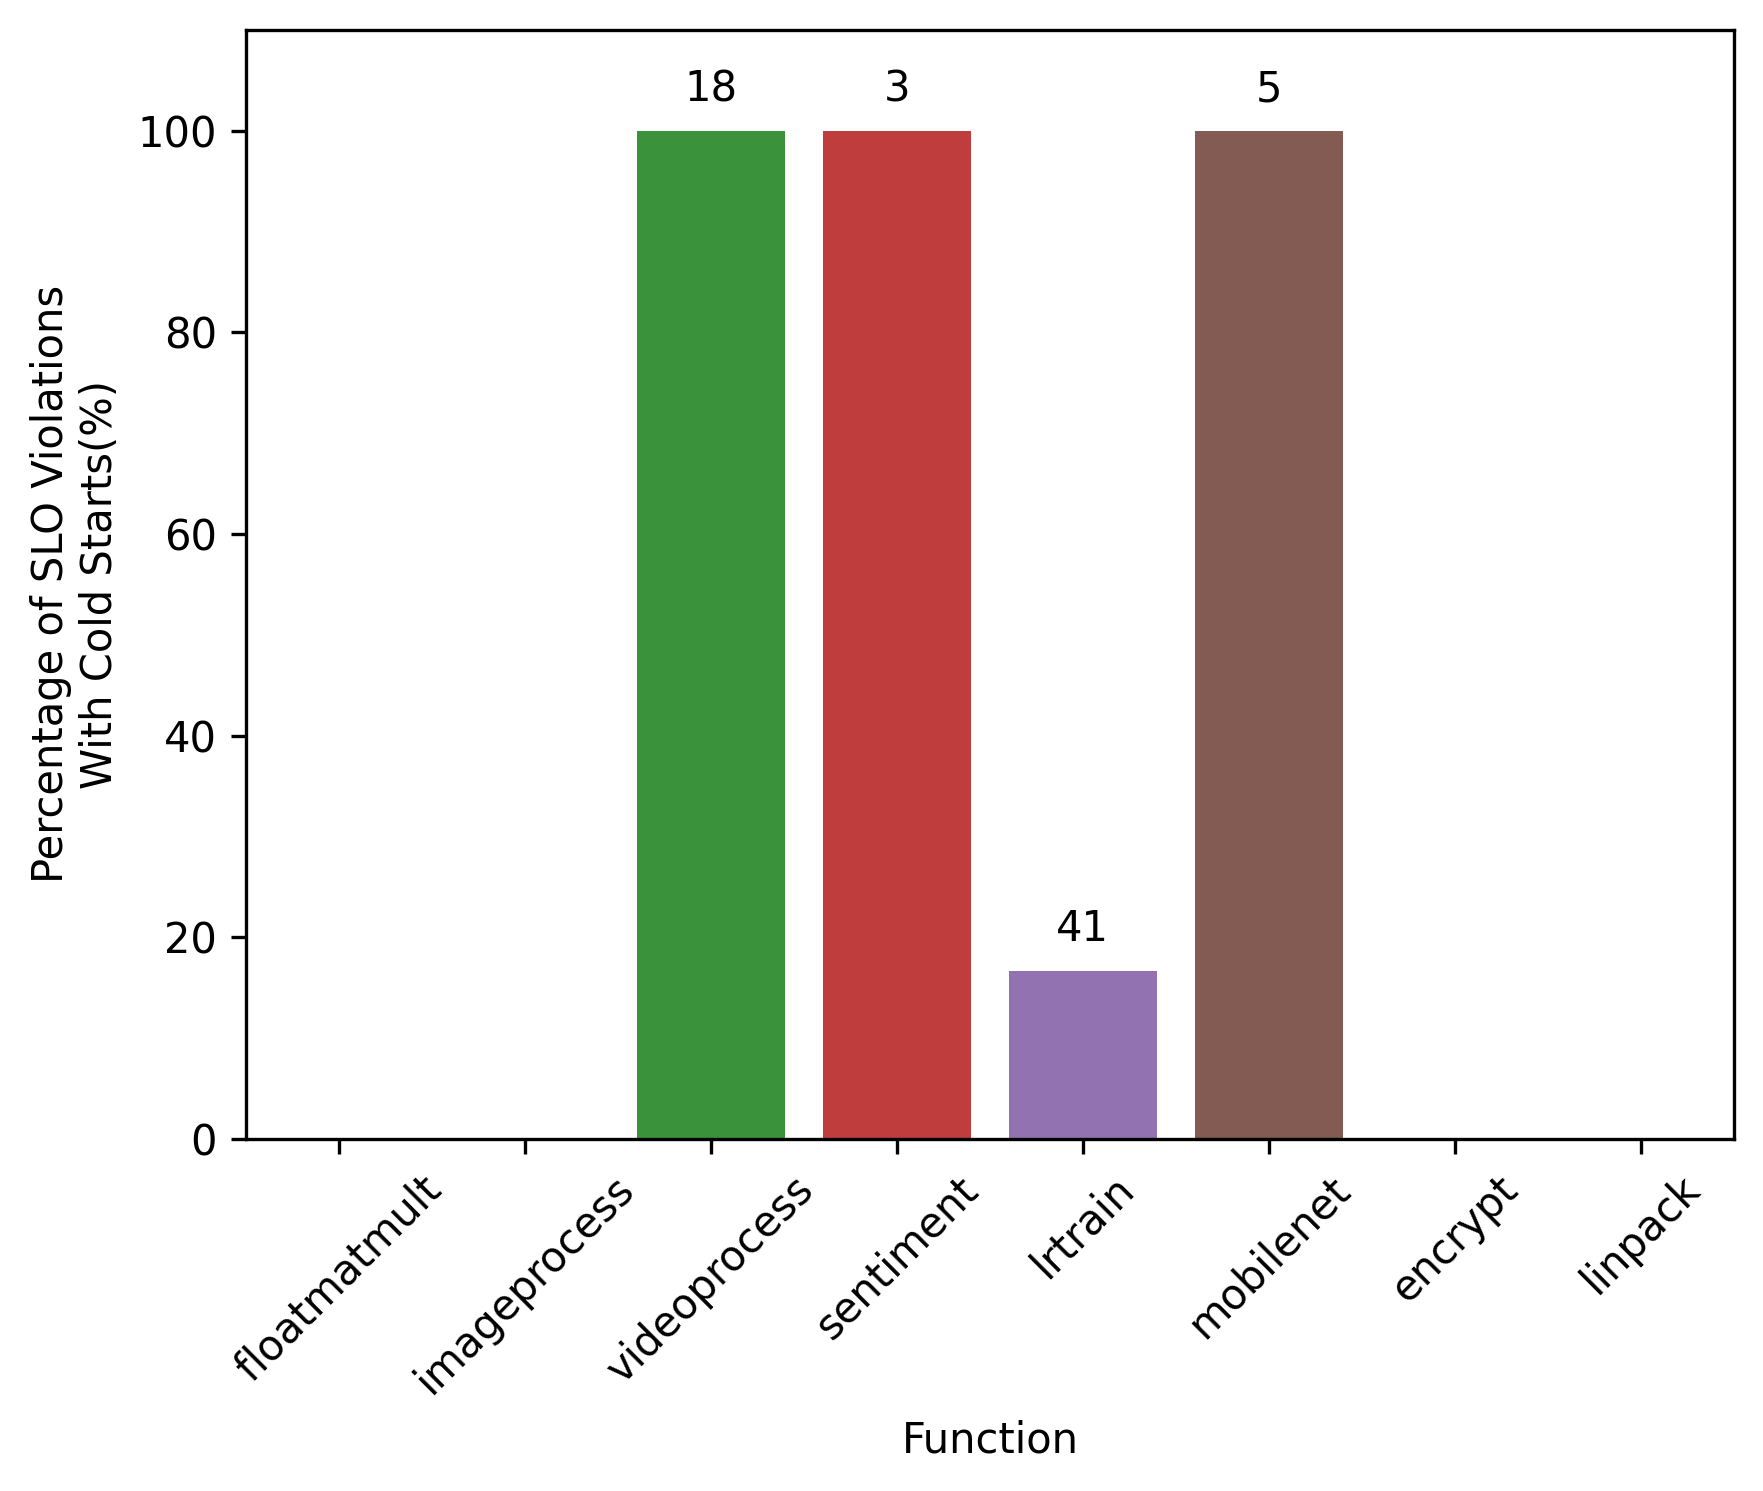 Percentage of SLO Violations
With Cold Starts(%)
100
80
60
40
20
0
18
3
41
5
floatmatmult
imageprocess
videoprocess
sentiment
lrtrain
mobilenet
encrypt
linpack
Function